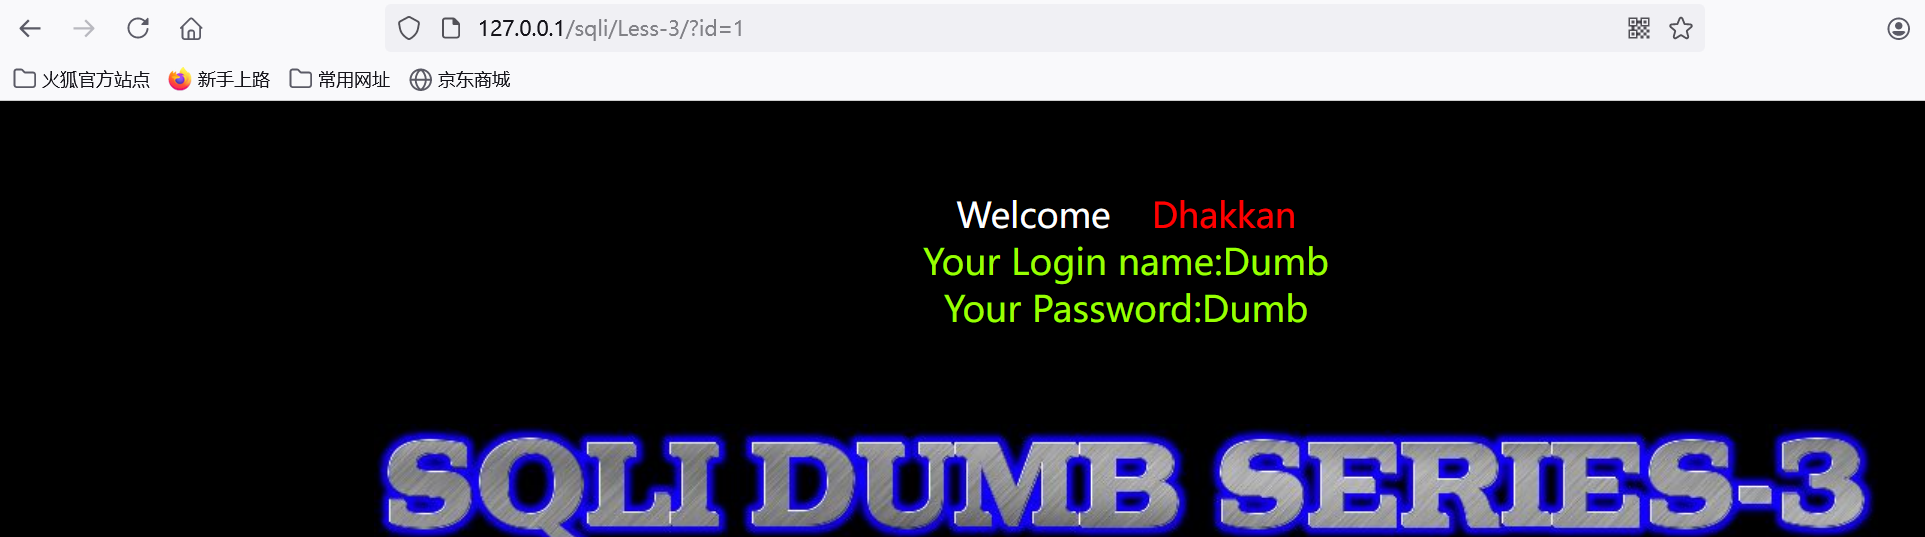 127.0.0.1/sqli/Less-3/?id=1
火狐官方站点 新手上路 常用网址 京东商城
Welcome Dhakkan
Your Login name:Dumb
Your Password:Dumb
SQLI DUMB SERIES-3